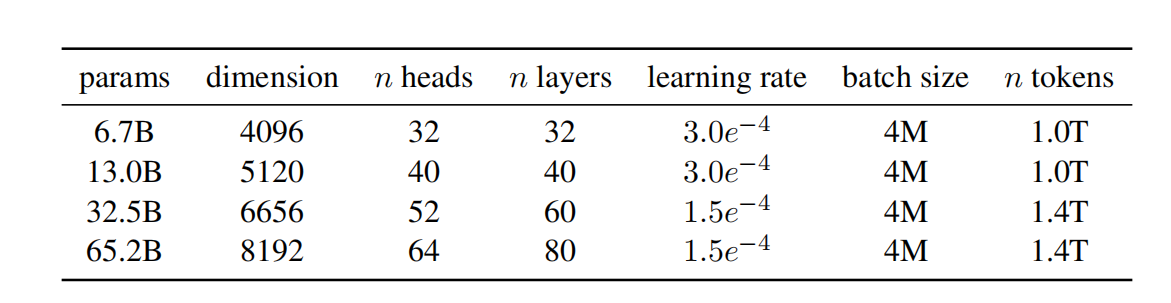 params dimension n heads n layers learning rate batch size n tokens
6.7B 4096 32 32 3.0e−4 4M 1.0T
13.0B 5120 40 40 3.0e−4 4M 1.0T
32.5B 6656 52 60 1.5e−4 4M 1.4T
65.2B 8192 64 80 1.5e−4 4M 1.4T